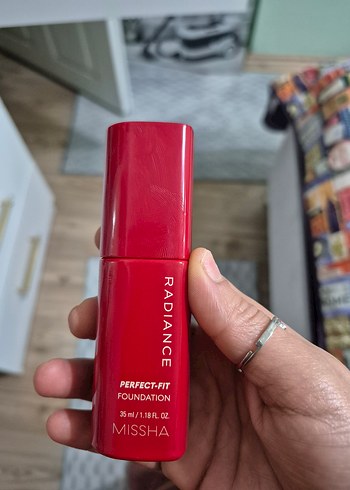 RADIANCE
PERFECT-FIT
FOUNDATION
35 ml / 1.18 FL. OZ.
MISSHA